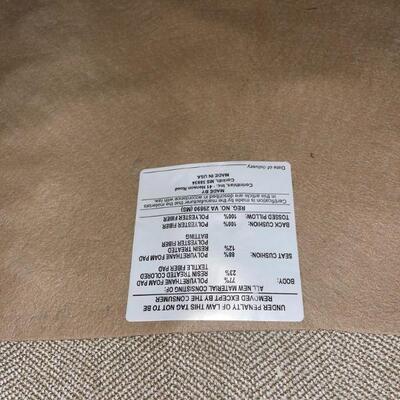 UNDER PENALTY OF LAW THIS TAG NOT TO BE
REMOVED EXCEPT BY THE CONSUMER
ALL NEW MATERIAL CONSISTING OF:
BODY: 77% POLYURETHANE FOAM PAD
23% RESIN TREATED COLORED
TEXTILE FIBER PAD
SEAT CUSHION: 88% POLYURETHANE FOAM PAD
12% RESIN TREATED
POLYESTER FIBER
BATTING
BACK CUSHION: 100% POLYESTER FIBER
TOSSED PILLOW: 100% POLYESTER FIBER
REG. NO. VA 26956 (MS)
Certification is made by the manufacturer that the materials
in this article are described in accordance with law.
MADE BY
Corinthian, Inc. 41 Henson Road
Corinth, MS 38834
MADE IN USA
Date of Delivery